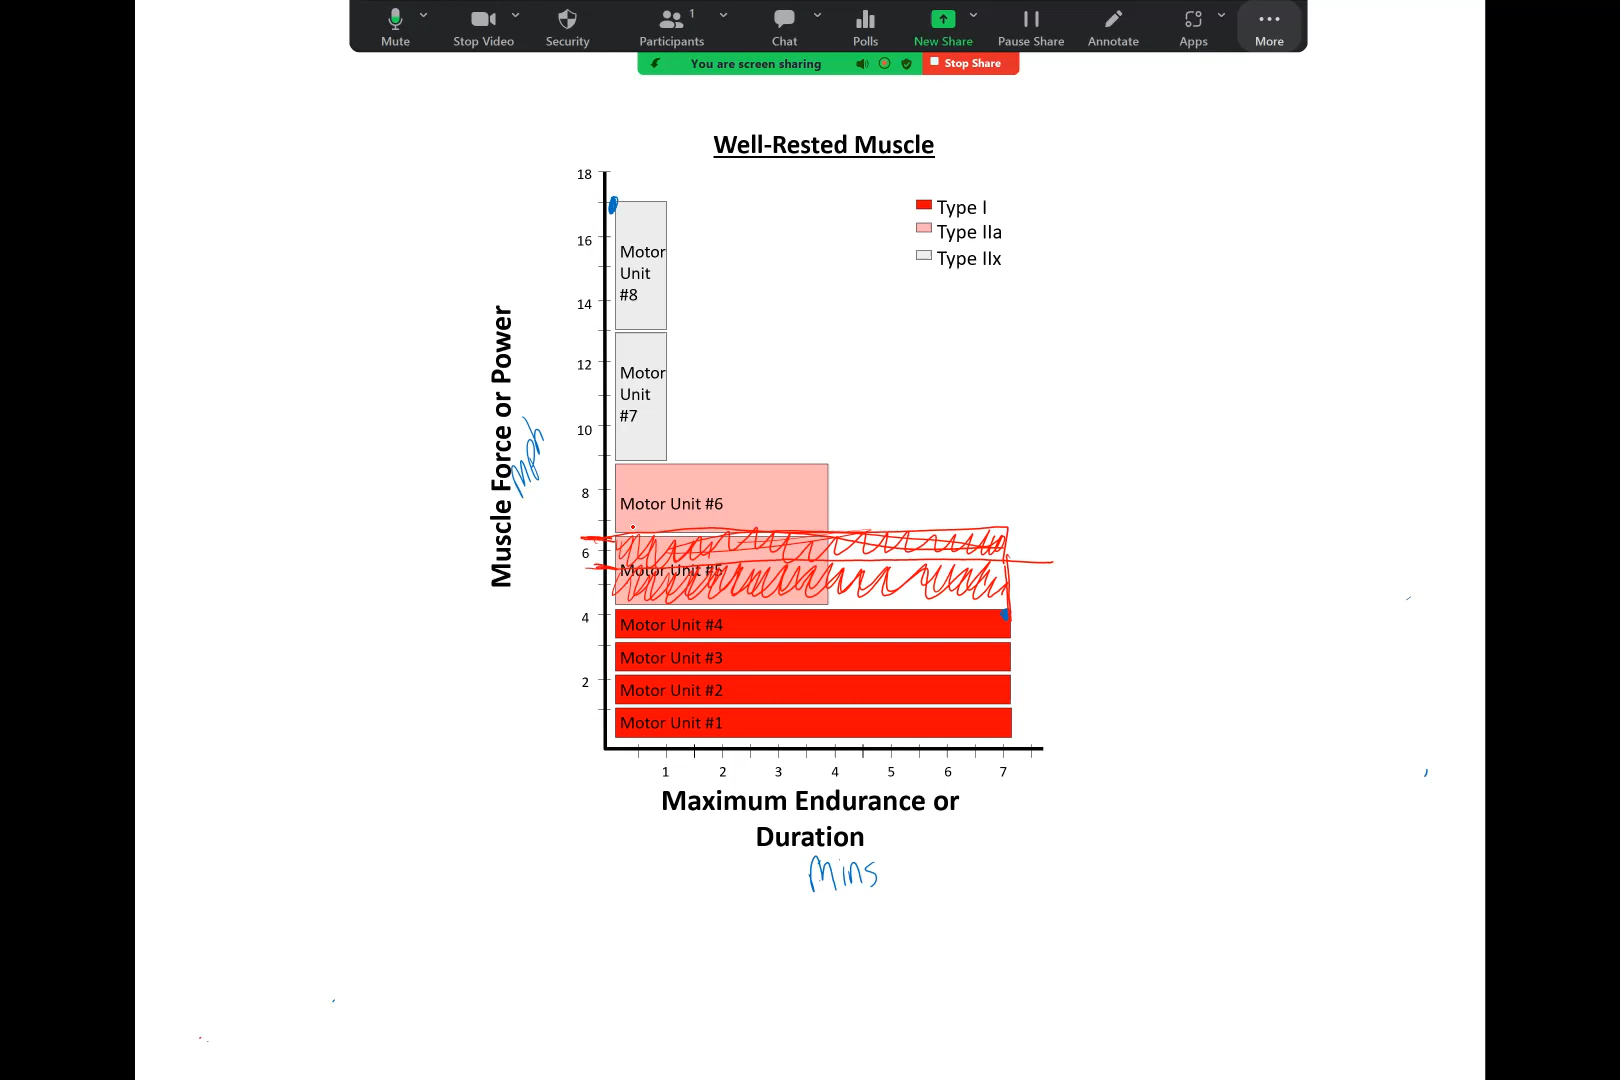 1
Mute Stop Video Security Participants Chat Polls New Share Pause Share Annotate Apps More
You are screen sharing Stop Share
Well-Rested Muscle
18
16
14
12
10
8
6
4
2
Muscle Force or Power
mph
Type I
Type IIa
Type IIx
Motor
Unit
#8
Motor
Unit
#7
Motor Unit #6
Motor Unit #5
Motor Unit #4
Motor Unit #3
Motor Unit #2
Motor Unit #1
1 2 3 4 5 6 7
Maximum Endurance or
Duration
Mins